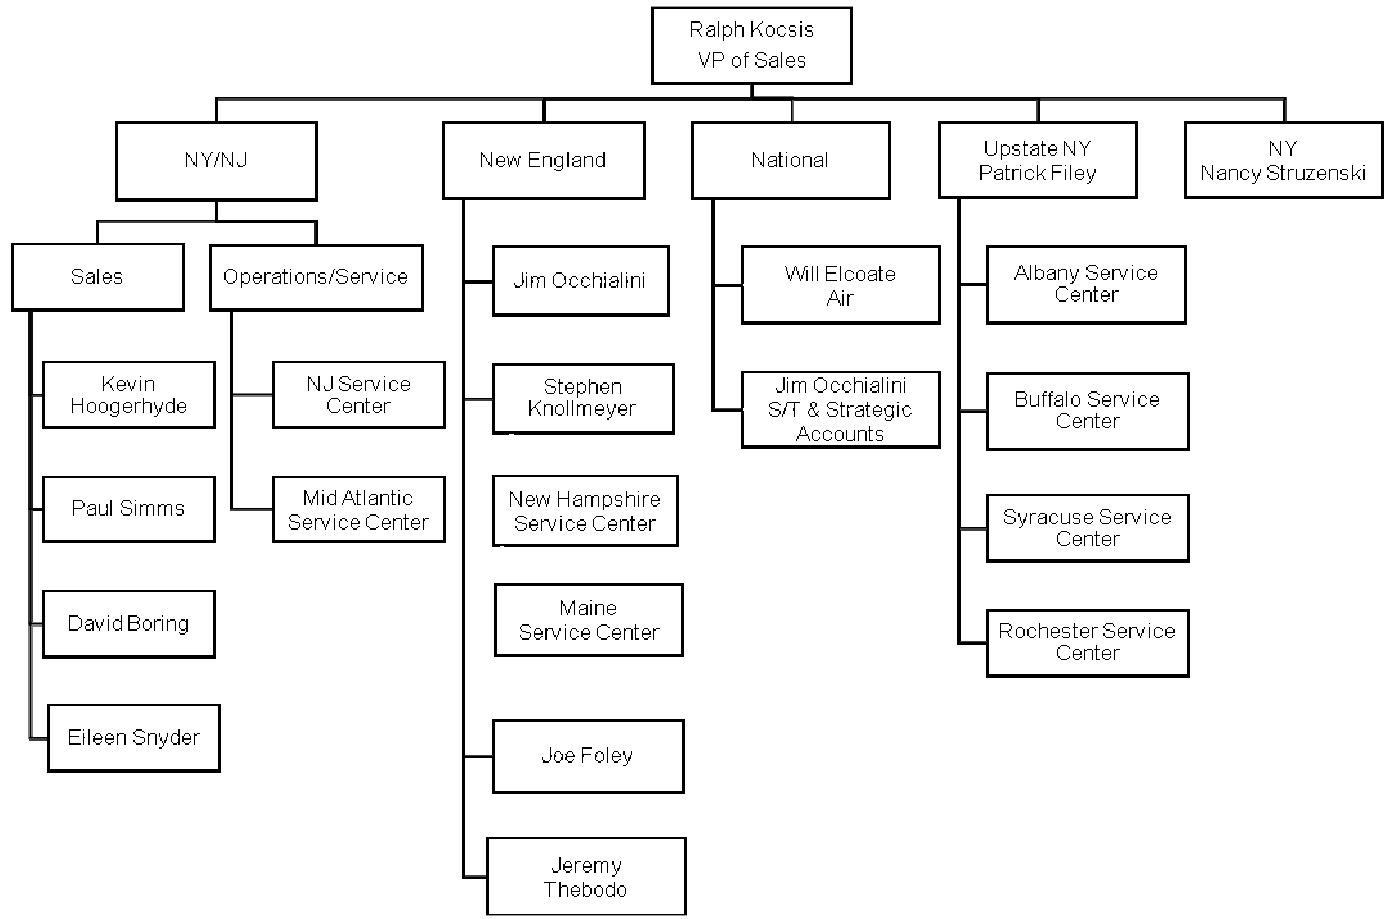 Ralph Kocsis
VP of Sales
NY/NJ
New England
National
Upstate NY
Patrick Filey
NY
Nancy Struzenski
Sales
Operations/Service
Jim Occhialini
Will Elcoate
Air
Albany Service
Center
Kevin
Hoogerhyde
NJ Service
Center
Stephen
Knollmeyer
Jim Occhialini
S/T & Strategic
Accounts
Buffalo Service
Center
Paul Simms
Mid Atlantic
Service Center
New Hampshire
Service Center
Syracuse Service
Center
David Boring
Maine
Service Center
Rochester Service
Center
Eileen Snyder
Joe Foley
Jeremy
Thebodo